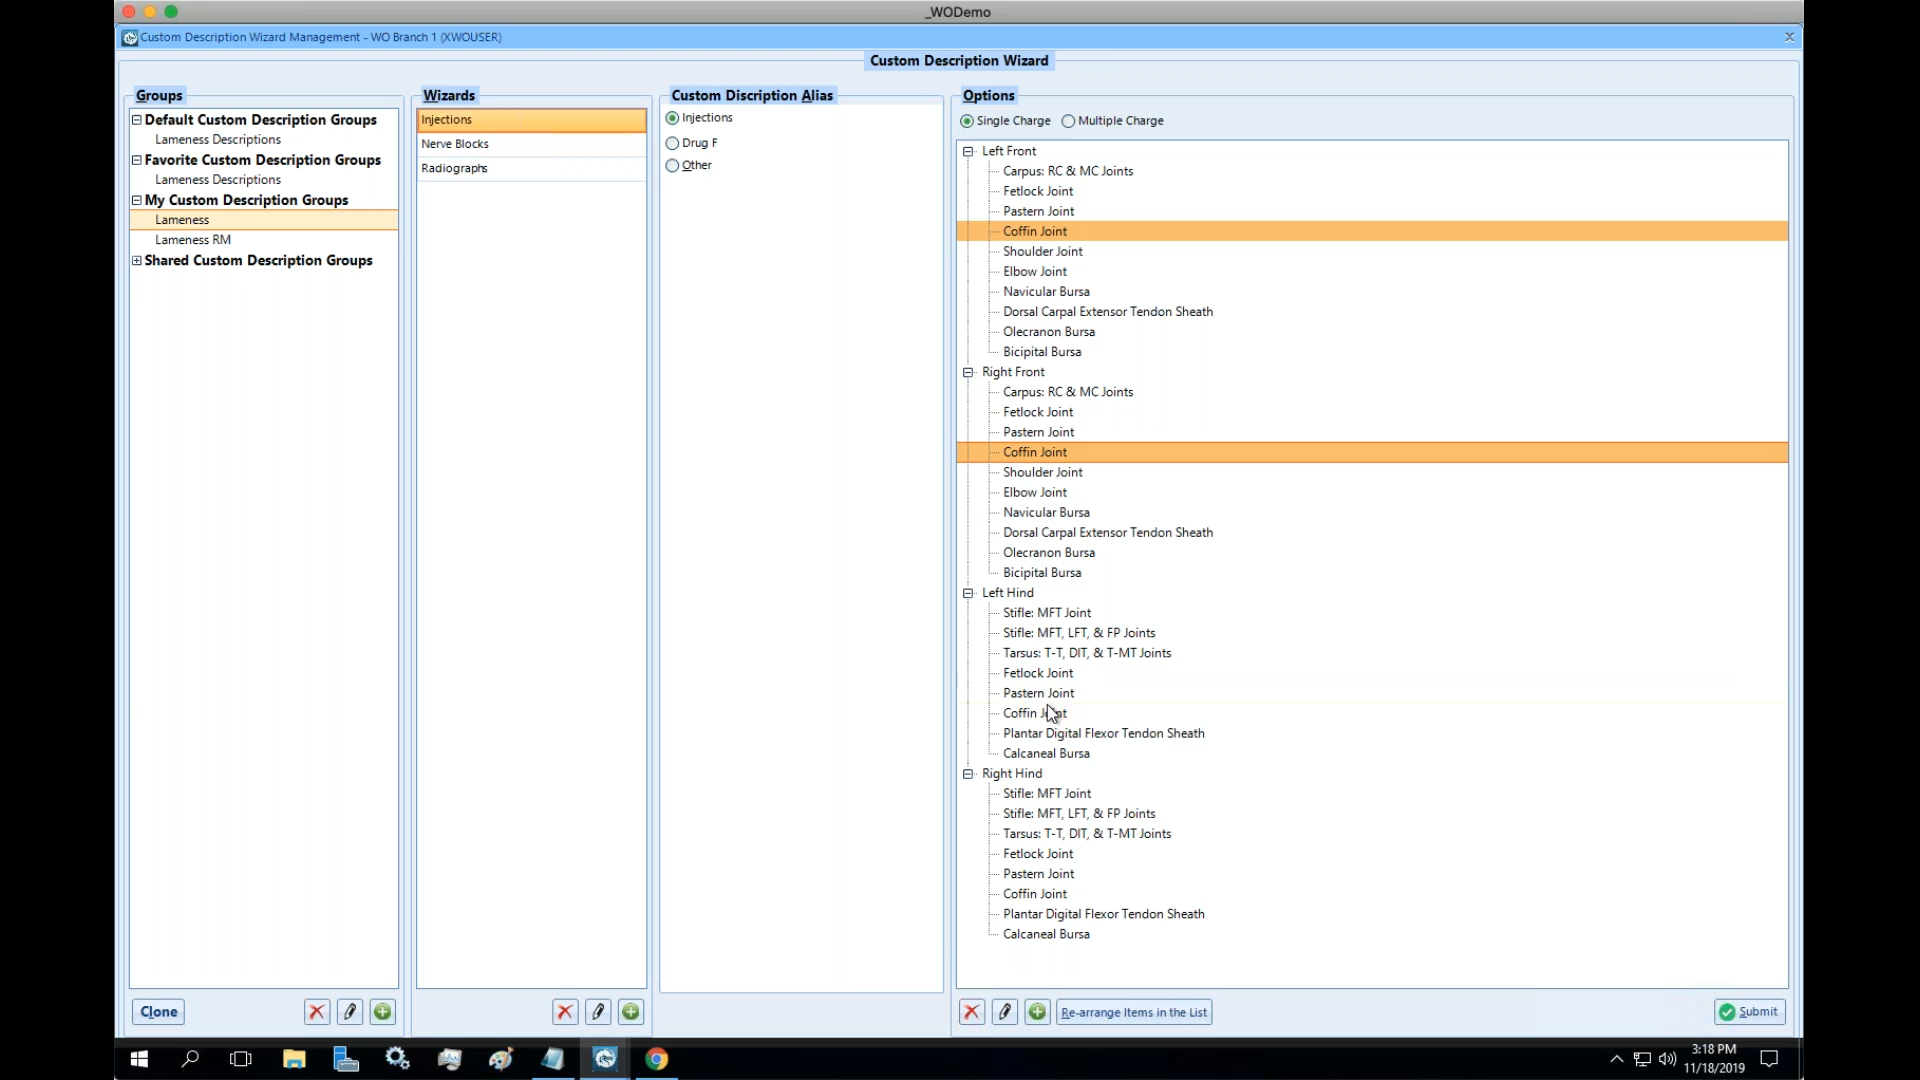 _WODemo
Custom Description Wizard Management - WO Branch 1 (XWOUSER)
Custom Description Wizard
Groups
Default Custom Description Groups
Lameness Descriptions
Favorite Custom Description Groups
Lameness Descriptions
My Custom Description Groups
Lameness
Lameness RM
Shared Custom Description Groups
Clone
Wizards
Injections
Nerve Blocks
Radiographs
Custom Discription Alias
Injections
Drug F
Other
Options
Single Charge
Multiple Charge
Left Front
Carpus: RC & MC Joints
Fetlock Joint
Pastern Joint
Coffin Joint
Shoulder Joint
Elbow Joint
Navicular Bursa
Dorsal Carpal Extensor Tendon Sheath
Olecranon Bursa
Bicipital Bursa
Right Front
Carpus: RC & MC Joints
Fetlock Joint
Pastern Joint
Coffin Joint
Shoulder Joint
Elbow Joint
Navicular Bursa
Dorsal Carpal Extensor Tendon Sheath
Olecranon Bursa
Bicipital Bursa
Left Hind
Stifle: MFT Joint
Stifle: MFT, LFT, & FP Joints
Tarsus: T-T, DIT, & T-MT Joints
Fetlock Joint
Pastern Joint
Coffin Joint
Plantar Digital Flexor Tendon Sheath
Calcaneal Bursa
Right Hind
Stifle: MFT Joint
Stifle: MFT, LFT, & FP Joints
Tarsus: T-T, DIT, & T-MT Joints
Fetlock Joint
Pastern Joint
Coffin Joint
Plantar Digital Flexor Tendon Sheath
Calcaneal Bursa
Re-arrange Items in the List
Submit
3:18 PM
11/18/2019